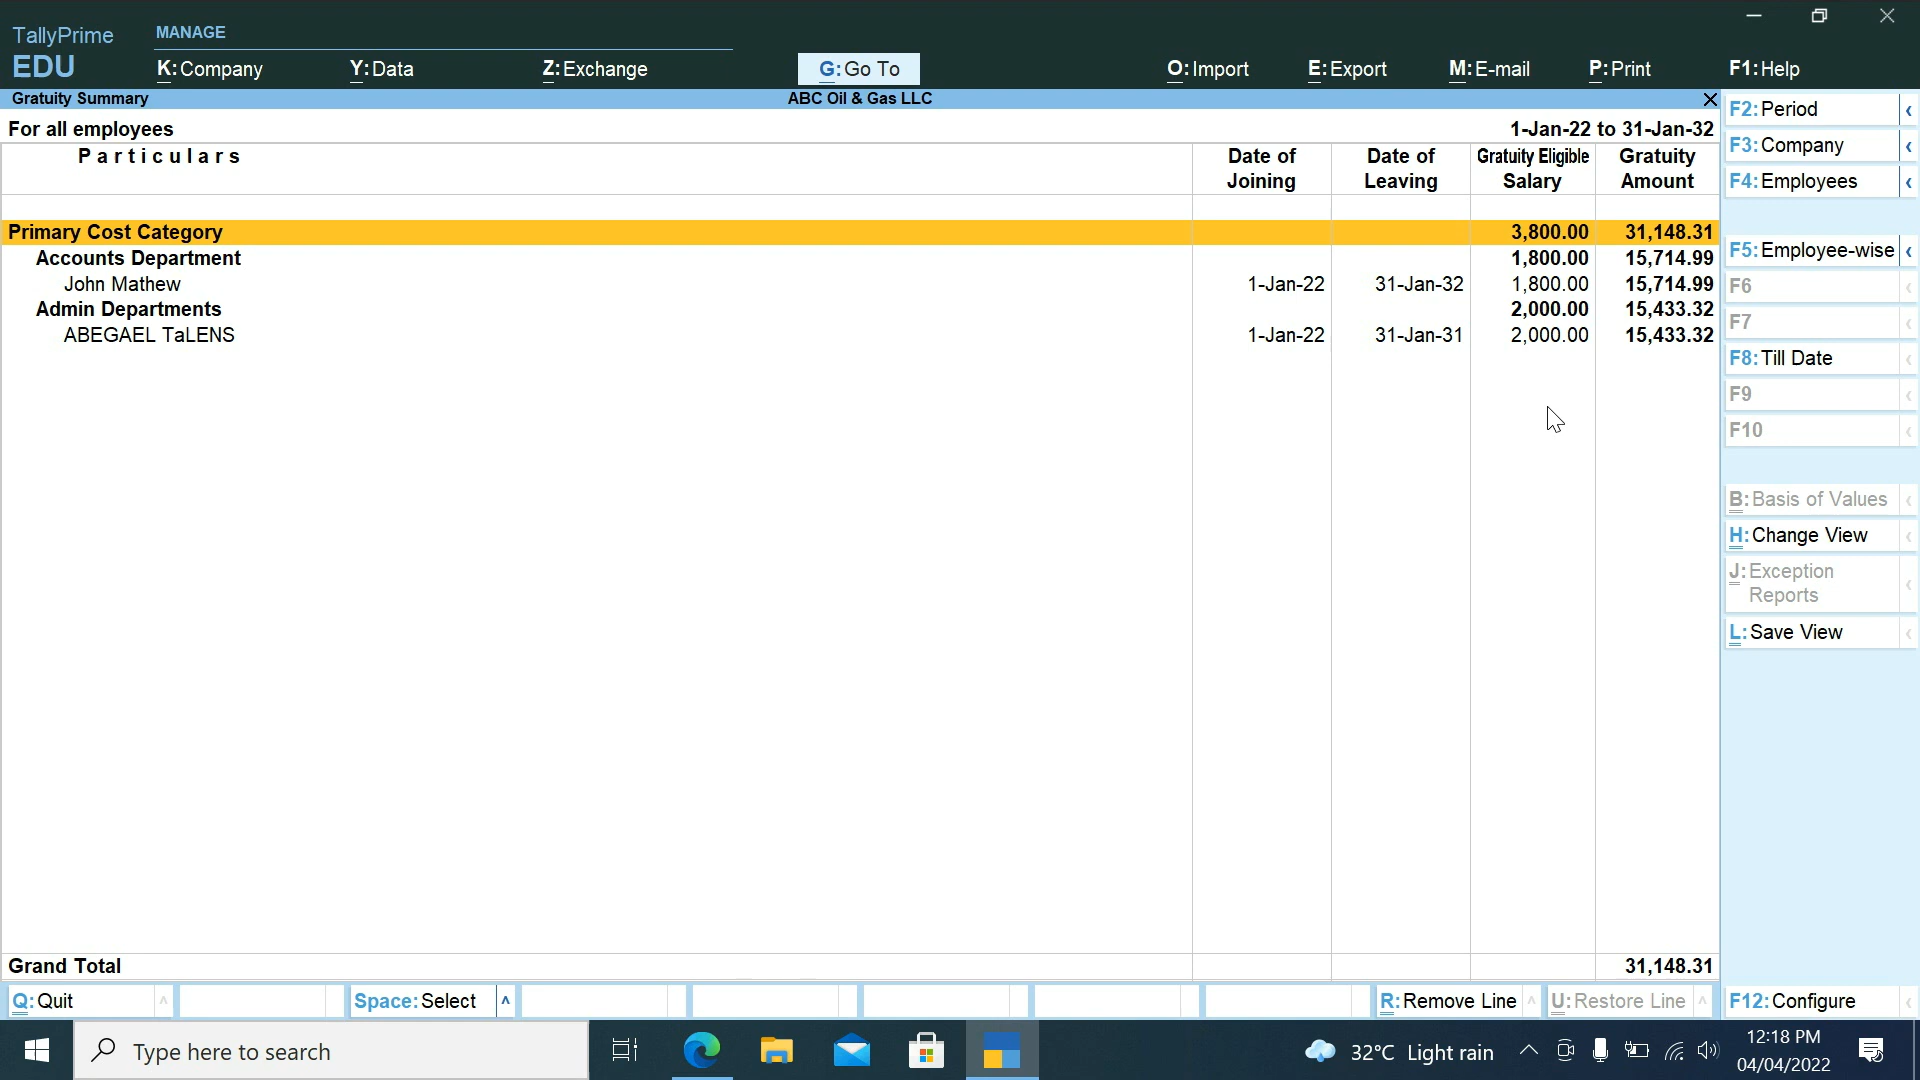 TallyPrime
EDU
MANAGE
K:Company Y:Data Z:Exchange G:Go To O:Import E:Export M:E-mail P:Print F1:Help
Gratuity Summary ABC Oil & Gas LLC
For all employees 1-Jan-22 to 31-Jan-32
Particulars Date of Joining Date of Leaving Gratuity Eligible Salary Gratuity Amount
Primary Cost Category 3,800.00 31,148.31
Accounts Department 1,800.00 15,714.99
John Mathew 1-Jan-22 31-Jan-32 1,800.00 15,714.99
Admin Departments 2,000.00 15,433.32
ABEGAEL TaLENS 1-Jan-22 31-Jan-31 2,000.00 15,433.32
Grand Total 31,148.31
F2:Period
F3:Company
F4:Employees
F5:Employee-wise
F6
F7
F8:Till Date
F9
F10
B:Basis of Values
H:Change View
J:Exception
Reports
L:Save View
Q:Quit Space:Select R:Remove Line U:Restore Line F12:Configure
Type here to search 32°C Light rain 12:18 PM
04/04/2022